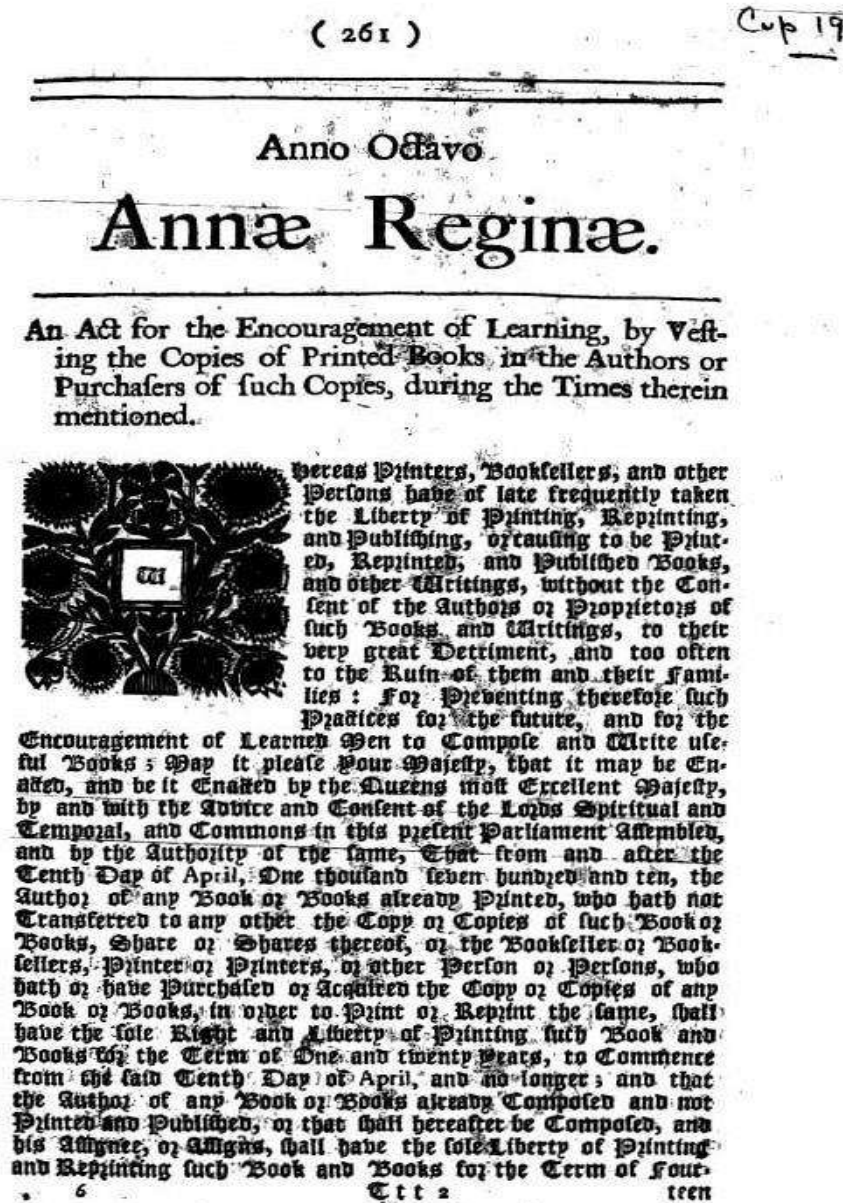 ( 261 )
Cup 19
Anno Octavo
Annæ Reginæ.
An Act for the Encouragement of Learning, by Veſt-
ing the Copies of Printed Books in the Authors or
Purchaſers of ſuch Copies, during the Times therein
mentioned.
W
hereas Printers, Bookſellers, and other
Perſons have of late frequently taken
the Liberty of Printing, Reprinting,
and Publiſhing, or cauſing to be Print-
ed, Reprinted, and Publiſhed Books,
and other Writings, without the Con-
ſent of the Authors or Proprietors of
ſuch Books and Writings, to their
very great Detriment, and too often
to the Ruin of them and their Fami-
lies: For Preventing therefore ſuch
Practices for the future, and for the
Encouragement of Learned Men to Compoſe and Write uſe-
ful Books; May it pleaſe Your Majeſty, that it may be En-
acted, and be it Enacted by the Queens moſt Excellent Majeſty,
by and with the Advice and Conſent of the Lords Spiritual and
Temporal, and Commons in this preſent Parliament Aſſembled,
and by the Authority of the ſame, That from and after the
Tenth Day of April, One thouſand ſeven hundred and ten, the
Author of any Book or Books already Printed, who hath not
Transferred to any other the Copy or Copies of ſuch Book or
Books, Share or Shares thereof, or the Bookſeller or Book-
ſellers, Printer or Printers, or other Perſon or Perſons, who
hath or have Purchaſed or Acquired the Copy or Copies of any
Book or Books, in order to Print or Reprint the ſame, ſhall
have the ſole Right and Liberty of Printing ſuch Book and
Books for the Term of One and twenty Years, to Commence
from the ſaid Tenth Day of April, and no longer; and that
the Author of any Book or Books already Compoſed and not
Printed and Publiſhed, or that ſhall hereafter be Compoſed, and
his Aſſignee, or Aſſigns, ſhall have the ſole Liberty of Printing
and Reprinting ſuch Book and Books for the Term of Four-
6 Ttt 2 teen